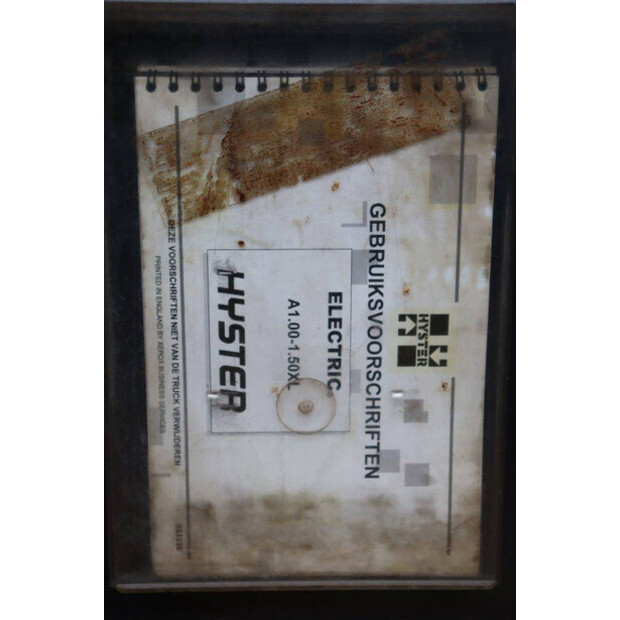 HYSTER
GEBRUIKSVOORSCHRIFTEN
ELECTRIC
A1.00-1.50XL
HYSTER
DEZE VOORSCHRIFTEN NIET VAN DE TRUCK VERWIJDEREN
PRINTED IN ENGLAND BY XEROX BUSINESS SERVICES